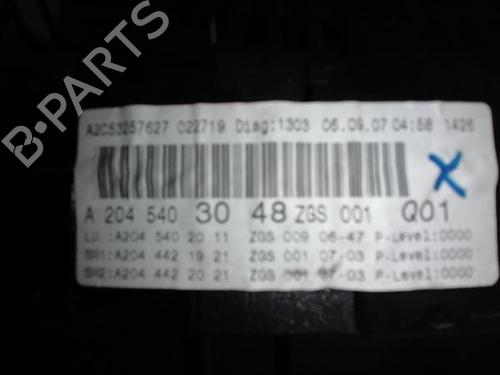 B-PARTS
A2C53257627 022719 Diag:1303 06.09.07 04:58 1426
A 204 540 30 48 ZGS 001 Q01
LU :A204 540 20 11 ZGS 009 06-47 P-Level:0000
SW1:A204 442 19 21 ZGS 001 07-03 P-Level:0000
SW2:A204 442 20 21 ZGS 001 07-03 P-Level:0000